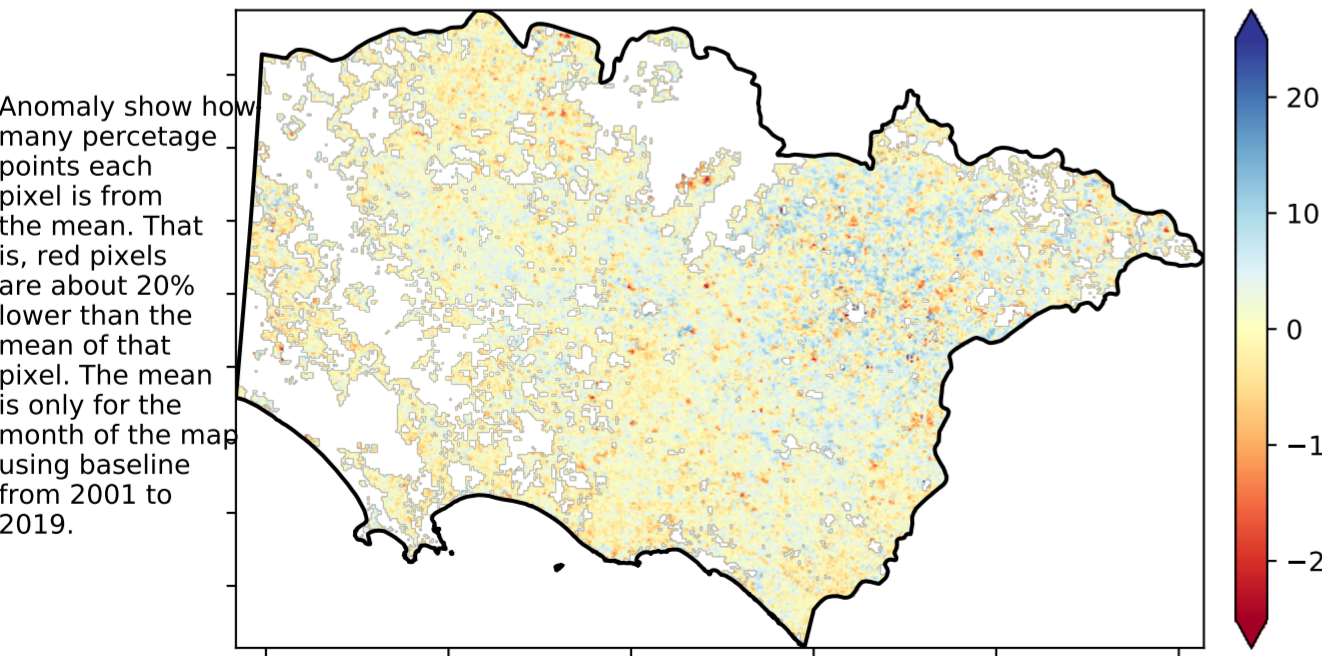 Anomaly show how
many percetage
points each
pixel is from
the mean. That
is, red pixels
are about 20%
lower than the
mean of that
pixel. The mean
is only for the
month of the map
using baseline
from 2001 to
2019.
20
10
0
−1
−2